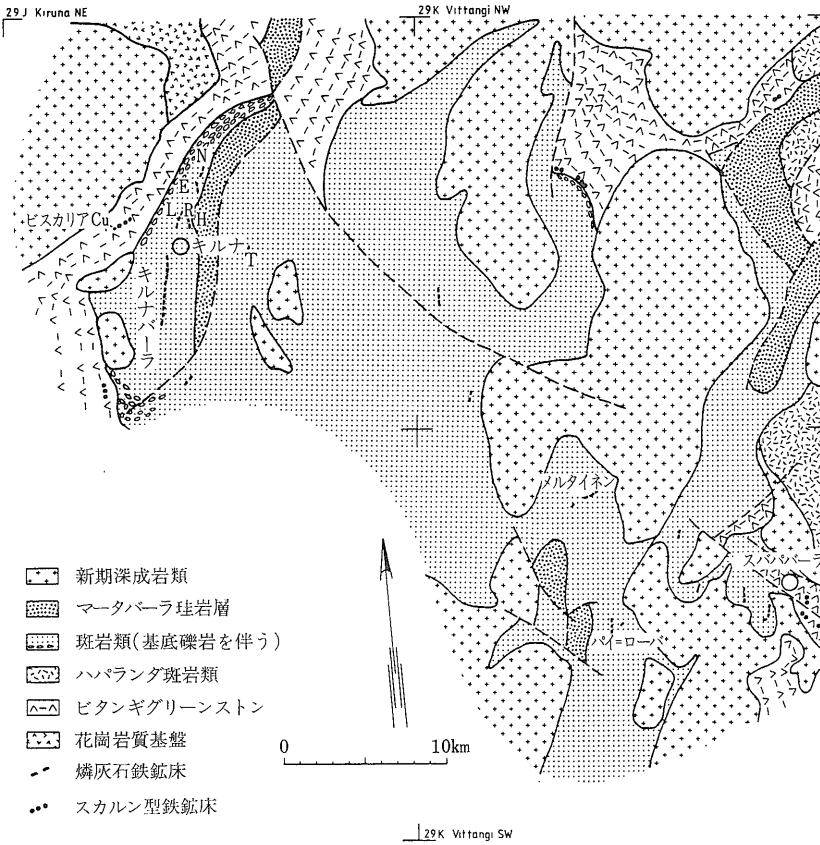 29J Kiruna NE
29K Vittangi NW
N
E
L R H
ビスカリアCu
キルナ
T
キルナバーラ
メルタイネン
スババーラ
パイ=ローバ
新期深成岩類
マータバーラ珪岩層
斑岩類(基底礫岩を伴う)
ハパランダ斑岩類
ビタンギグリーンストン
花崗岩質基盤
燐灰石鉄鉱床
スカルン型鉄鉱床
0 10km
29K Vittangi SW